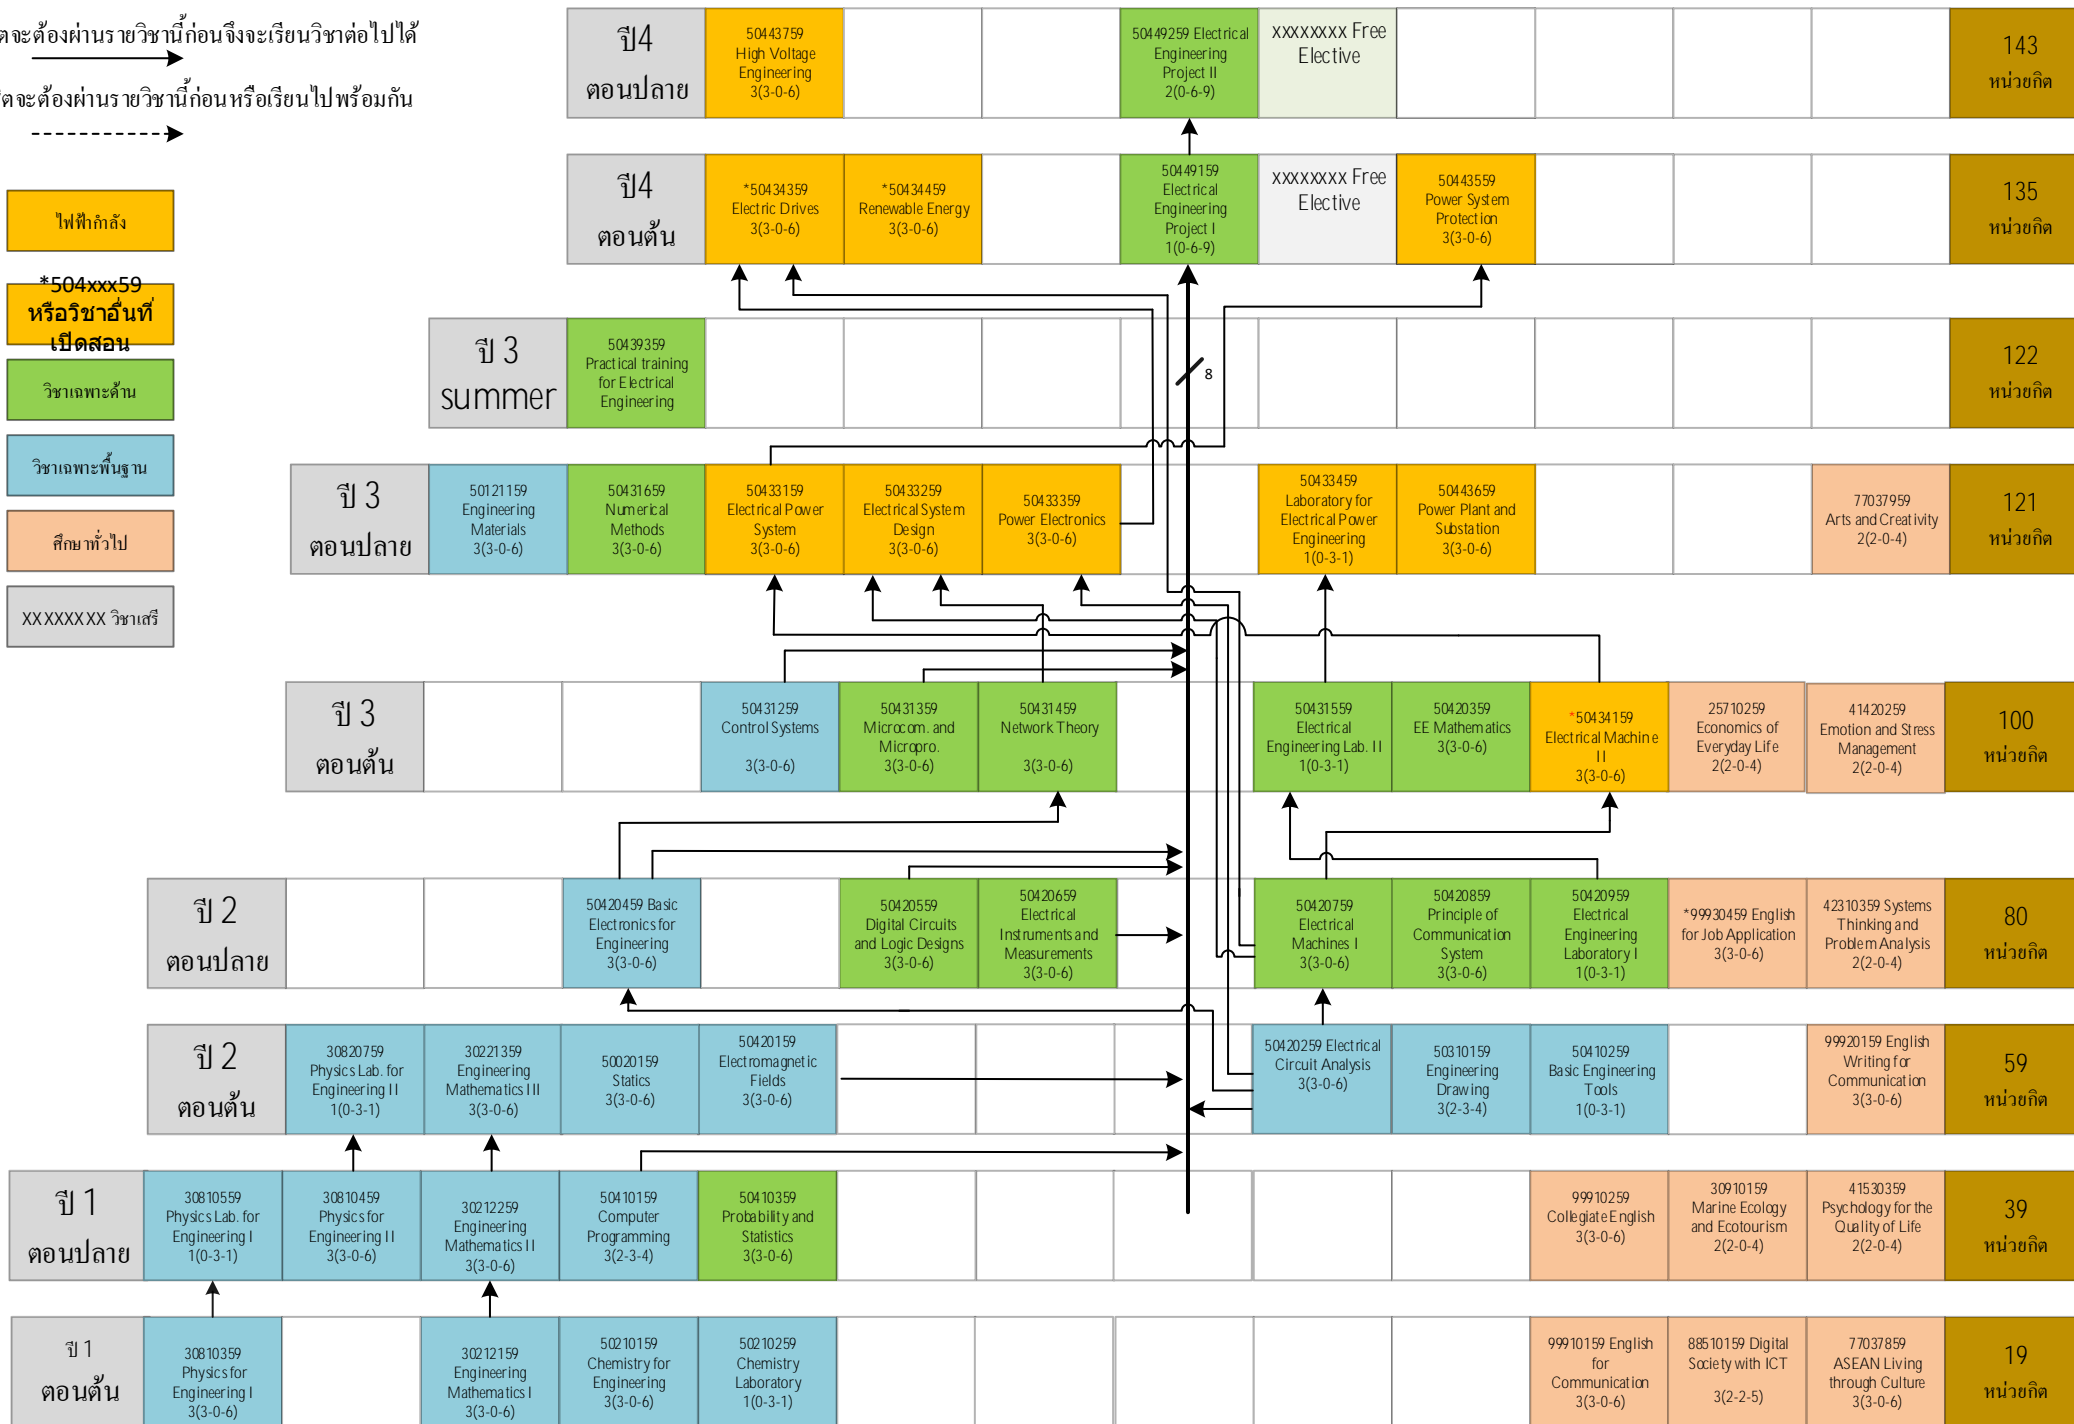 ตจะต้องผ่านรายวิชานี้ก่อนจึงจะเรียนวิชาต่อไปได้
ตจะต้องผ่านรายวิชานี้ก่อนหรือเรียนไปพร้อมกัน
ไฟฟ้ากำลัง
*504xxx59
หรือวิชาอื่นที่
เปิดสอน
วิชาเฉพาะด้าน
วิชาเฉพาะพื้นฐาน
ศึกษาทั่วไป
XXXXXXXX วิชาเสรี
ปี4
ตอนปลาย
50443759
High Voltage
Engineering
3(3-0-6)
50449259 Electrical
Engineering
Project II
2(0-6-9)
xxxxxxxx Free
Elective
143
หน่วยกิต
ปี4
ตอนต้น
*50434359
Electric Drives
3(3-0-6)
*50434459
Renewable Energy
3(3-0-6)
50449159
Electrical
Engineering
Project I
1(0-6-9)
xxxxxxxx Free
Elective
50443559
Power System
Protection
3(3-0-6)
135
หน่วยกิต
ปี 3
summer
50439359
Practical training
for Electrical
Engineering
8
122
หน่วยกิต
ปี 3
ตอนปลาย
50121159
Engineering
Materials
3(3-0-6)
50431659
Numerical
Methods
3(3-0-6)
50433159
Electrical Power
System
3(3-0-6)
50433259
Electrical System
Design
3(3-0-6)
50433359
Power Electronics
3(3-0-6)
50433459
Laboratory for
Electrical Power
Engineering
1(0-3-1)
50443659
Power Plant and
Substation
3(3-0-6)
77037959
Arts and Creativity
2(2-0-4)
121
หน่วยกิต
ปี 3
ตอนต้น
50431259
Control Systems
3(3-0-6)
50431359
Microcom. and
Micropro.
3(3-0-6)
50431459
Network Theory
3(3-0-6)
50431559
Electrical
Engineering Lab. II
1(0-3-1)
50420359
EE Mathematics
3(3-0-6)
*50434159
Electrical Machine
II
3(3-0-6)
25710259
Economics of
Everyday Life
2(2-0-4)
41420259
Emotion and Stress
Management
2(2-0-4)
100
หน่วยกิต
ปี 2
ตอนปลาย
50420459 Basic
Electronics for
Engineering
3(3-0-6)
50420559
Digital Circuits
and Logic Designs
3(3-0-6)
50420659
Electrical
Instruments and
Measurements
3(3-0-6)
50420759
Electrical
Machines I
3(3-0-6)
50420859
Principle of
Communication
System
3(3-0-6)
50420959
Electrical
Engineering
Laboratory I
1(0-3-1)
*99930459 English
for Job Application
3(3-0-6)
42310359 Systems
Thinking and
Problem Analysis
2(2-0-4)
80
หน่วยกิต
ปี 2
ตอนต้น
30820759
Physics Lab. for
Engineering II
1(0-3-1)
30221359
Engineering
Mathematics III
3(3-0-6)
50020159
Statics
3(3-0-6)
50420159
Electromagnetic
Fields
3(3-0-6)
50420259 Electrical
Circuit Analysis
3(3-0-6)
50310159
Engineering
Drawing
3(2-3-4)
50410259
Basic Engineering
Tools
1(0-3-1)
99920159 English
Writing for
Communication
3(3-0-6)
59
หน่วยกิต
ปี 1
ตอนปลาย
30810559
Physics Lab. for
Engineering I
1(0-3-1)
30810459
Physics for
Engineering II
3(3-0-6)
30212259
Engineering
Mathematics II
3(3-0-6)
50410159
Computer
Programming
3(2-3-4)
50410359
Probability and
Statistics
3(3-0-6)
99910259
Collegiate English
3(3-0-6)
30910159
Marine Ecology
and Ecotourism
2(2-0-4)
41530359
Psychology for the
Quality of Life
2(2-0-4)
39
หน่วยกิต
ปี 1
ตอนต้น
30810359
Physics for
Engineering I
3(3-0-6)
30212159
Engineering
Mathematics I
3(3-0-6)
50210159
Chemistry for
Engineering
3(3-0-6)
50210259
Chemistry
Laboratory
1(0-3-1)
99910159 English
for
Communication
3(3-0-6)
88510159 Digital
Society with ICT
3(2-2-5)
77037859
ASEAN Living
through Culture
3(3-0-6)
19
หน่วยกิต